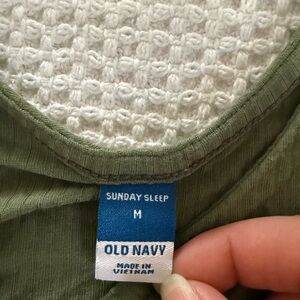 SUNDAY SLEEP
M
OLD NAVY
MADE IN
VIETNAM